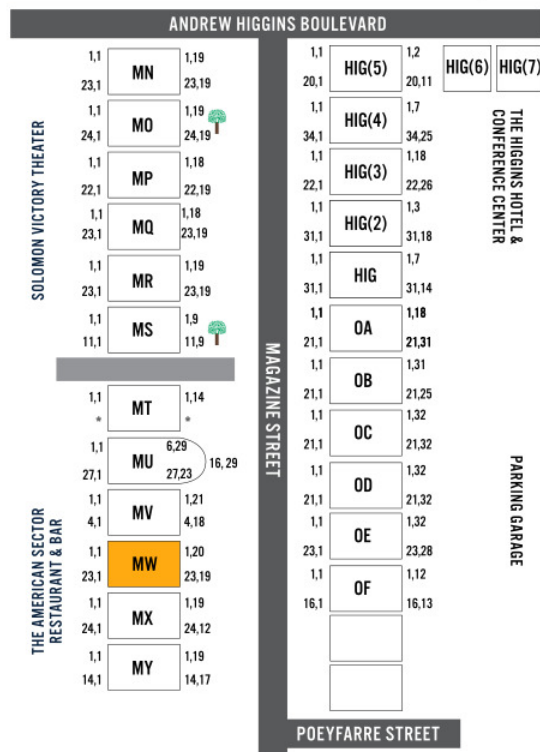 ANDREW HIGGINS BOULEVARD
SOLOMON VICTORY THEATER
1,1 MN 1,19
23,1 23,19
1,1 MO 1,19
24,1 24,19
1,1 MP 1,18
22,1 22,19
1,1 MQ 1,18
23,1 23,19
1,1 MR 1,19
23,1 23,19
1,1 MS 1,9
11,1 11,9
THE AMERICAN SECTOR
RESTAURANT & BAR
1,1 MT 1,14
* *
1,1 MU 6,29
16,29
27,1 27,23
1,1 MV 1,21
4,1 4,18
1,1 MW 1,20
23,1 23,19
1,1 MX 1,19
24,1 24,12
1,1 MY 1,19
14,1 14,17
MAGAZINE STREET
1,1 HIG(5) 1,2 HIG(6) HIG(7)
20,1 20,11
1,1 HIG(4) 1,7
34,1 34,25
1,1 HIG(3) 1,18
22,1 22,26
1,1 HIG(2) 1,3
31,1 31,18
1,1 HIG 1,7
31,1 31,14
1,1 OA 1,18
21,1 21,31
1,1 OB 1,31
21,1 21,25
1,1 OC 1,32
21,1 21,32
1,1 OD 1,32
21,1 21,32
1,1 OE 1,32
23,1 23,28
1,1 OF 1,12
16,1 16,13
THE HIGGINS HOTEL &
CONFERENCE CENTER
PARKING GARAGE
POEYFARRE STREET